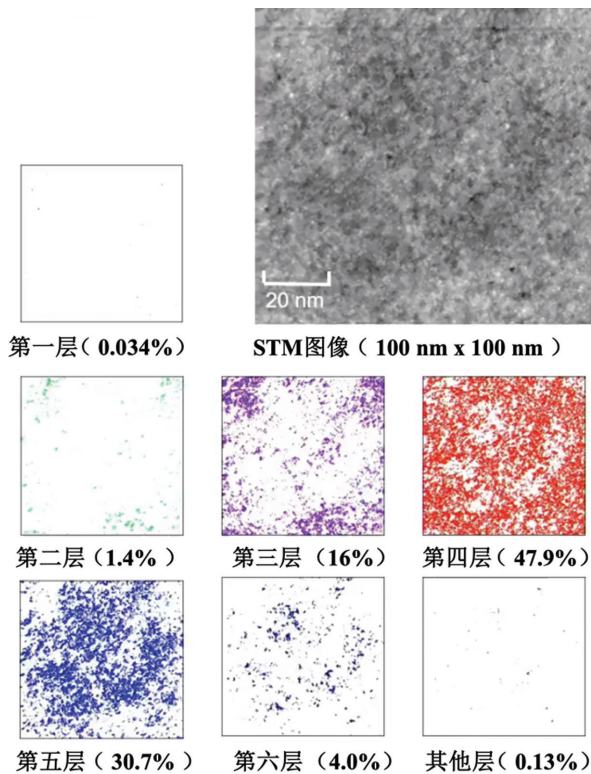 20 nm
第一层( 0.034%)
STM图像( 100 nm x 100 nm )
第二层 (1.4% )
第三层 (16%)
第四层( 47.9%)
第五层( 30.7%)
第六层 (4.0%)
其他层( 0.13%)